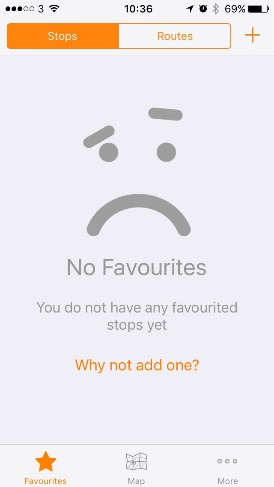 3 10:36 69%
Stops Routes +
No Favourites
You do not have any favourited
stops yet
Why not add one?
Favourites Map More